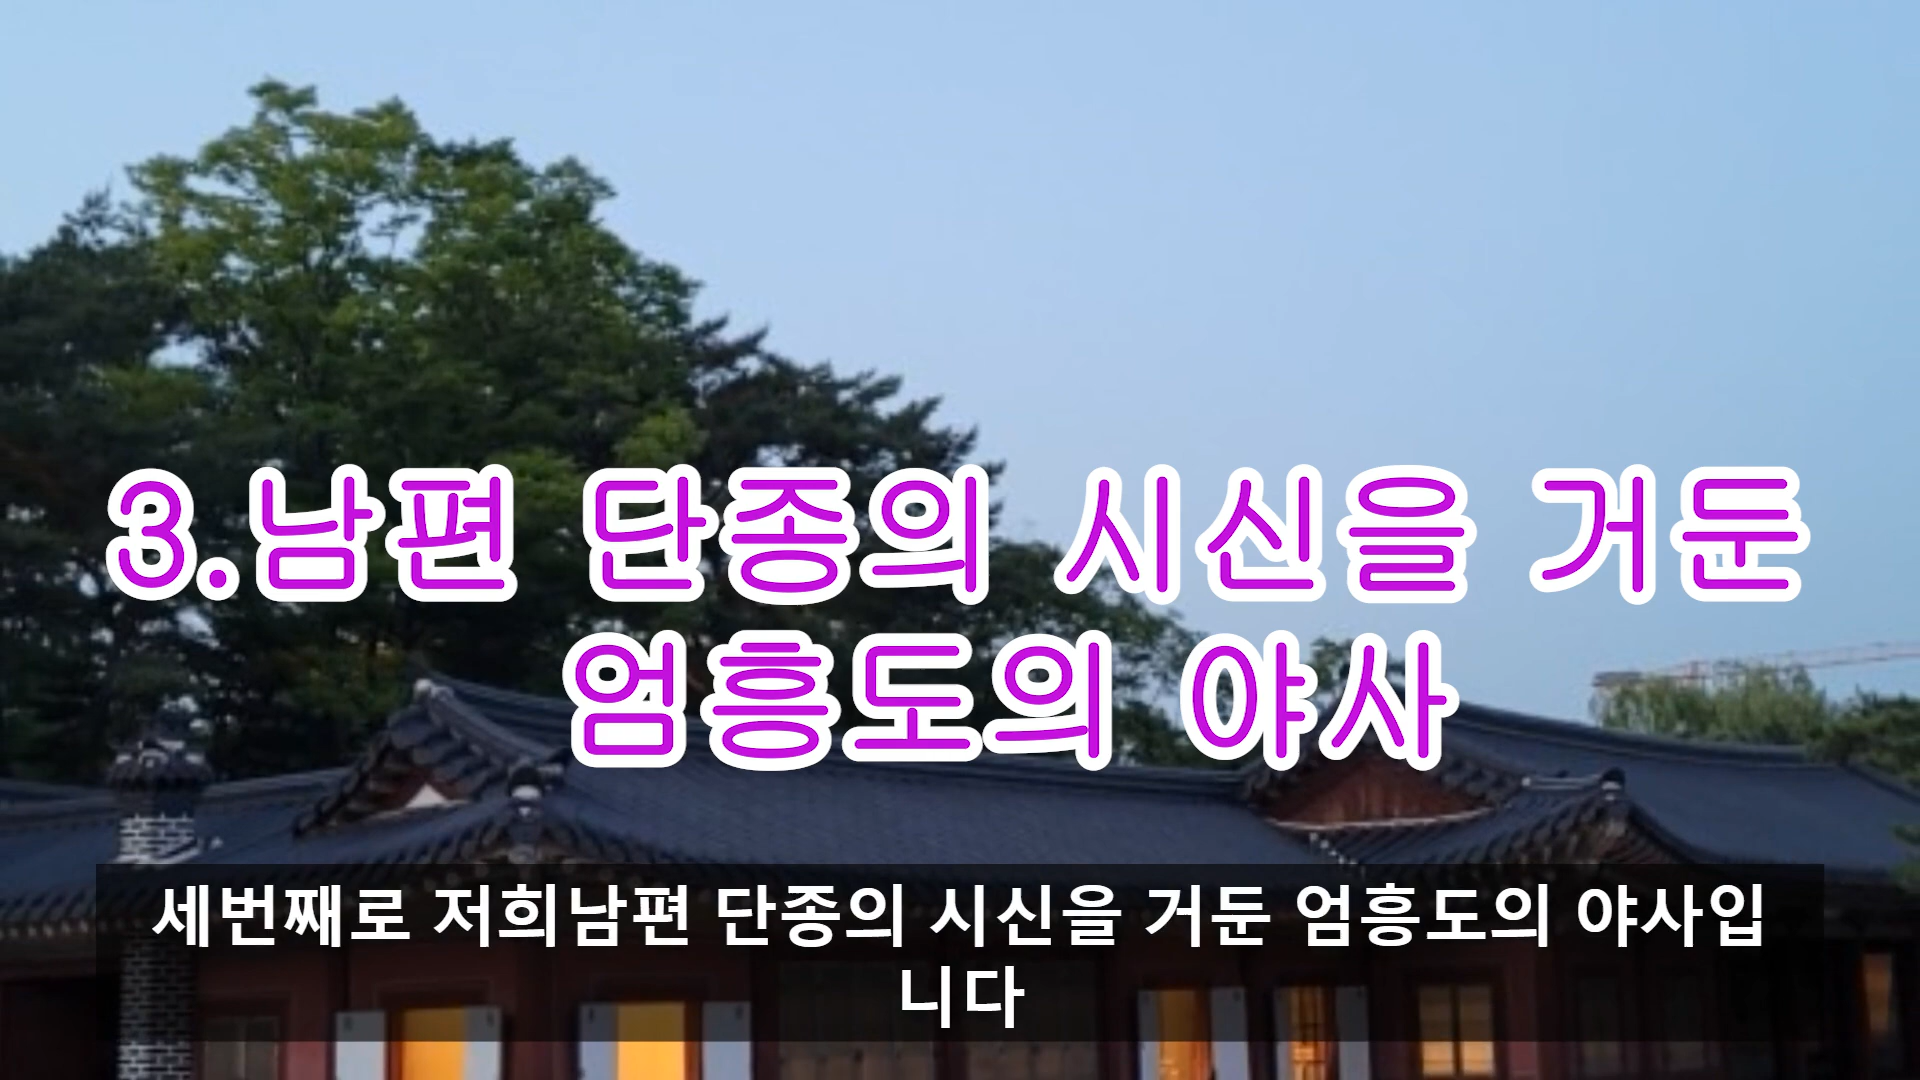 3.남편 단종의 시신을 거둔
엄흥도의 야사
세번째로 저희남편 단종의 시신을 거둔 엄흥도의 야사입
니다